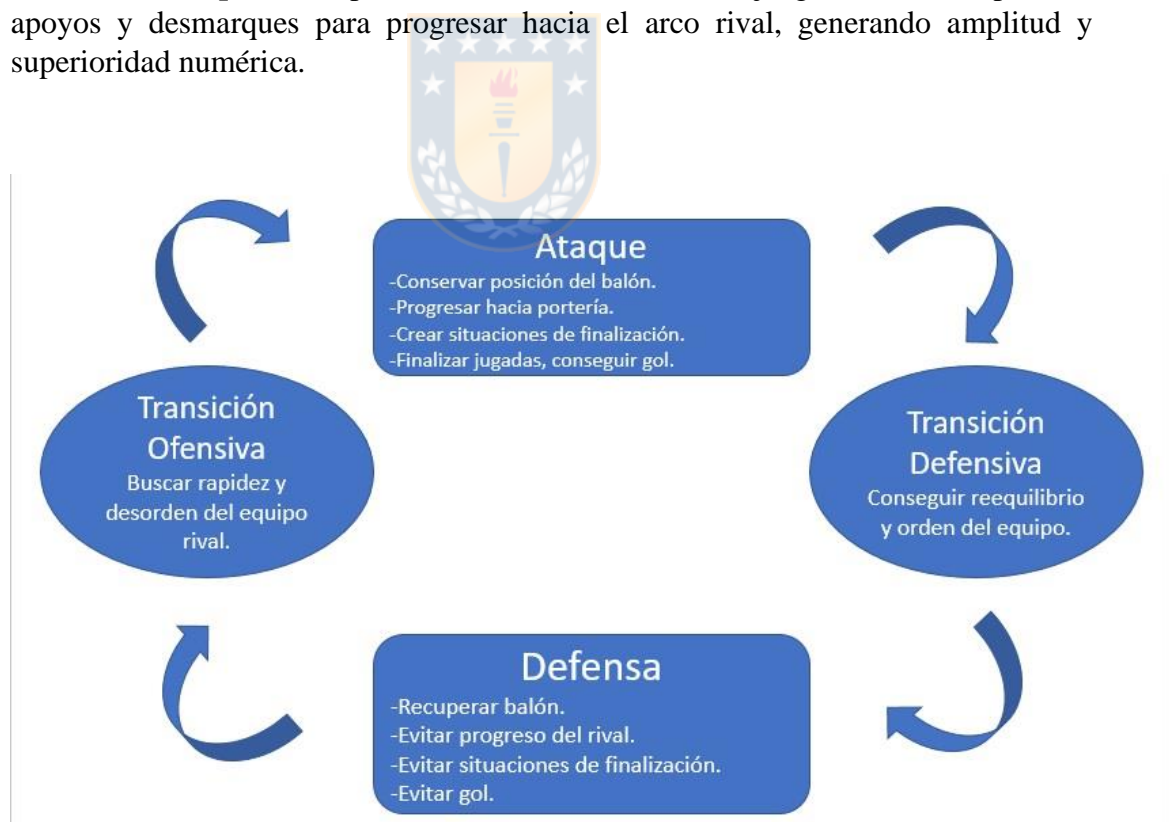 apoyos y desmarques para progresar hacia el arco rival, generando amplitud y
superioridad numérica.
Ataque
-Conservar posición del balón.
-Progresar hacia portería.
-Crear situaciones de finalización.
-Finalizar jugadas, conseguir gol.
Transición
Ofensiva
Buscar rapidez y
desorden del equipo
rival.
Transición
Defensiva
Conseguir reequilibrio
y orden del equipo.
Defensa
-Recuperar balón.
-Evitar progreso del rival.
-Evitar situaciones de finalización.
-Evitar gol.